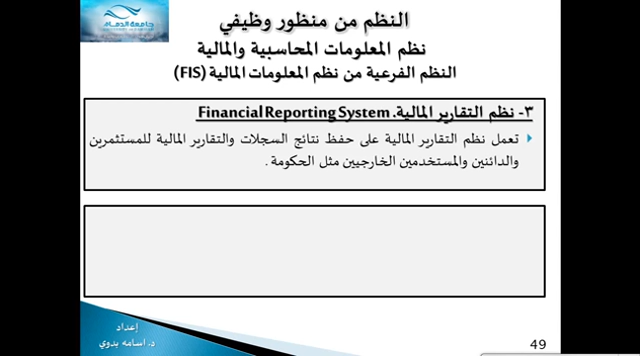 النظم من منظور وظيفي
نظم المعلومات المحاسبية والمالية
النظم الفرعية من نظم المعلومات المالية (FIS)
جامعة الدمام
٣- نظم التقارير المالية. Financial Reporting System
تعمل نظم التقارير المالية على حفظ نتائج السجلات والتقارير المالية للمستثمرين
والدائنين والمستخدمين الخارجيين مثل الحكومة .
إعداد
د. اسامه بدوي
49